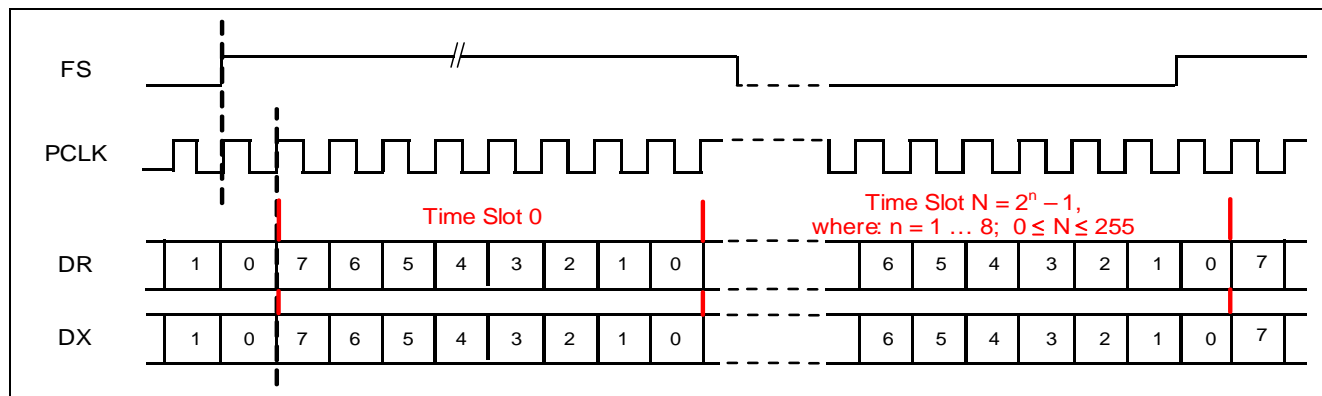 FS
PCLK
Time Slot 0
Time Slot N = 2ⁿ – 1,
where: n = 1 … 8; 0 ≤ N ≤ 255
DR 1 0 7 6 5 4 3 2 1 0 6 5 4 3 2 1 0 7
DX 1 0 7 6 5 4 3 2 1 0 6 5 4 3 2 1 0 7